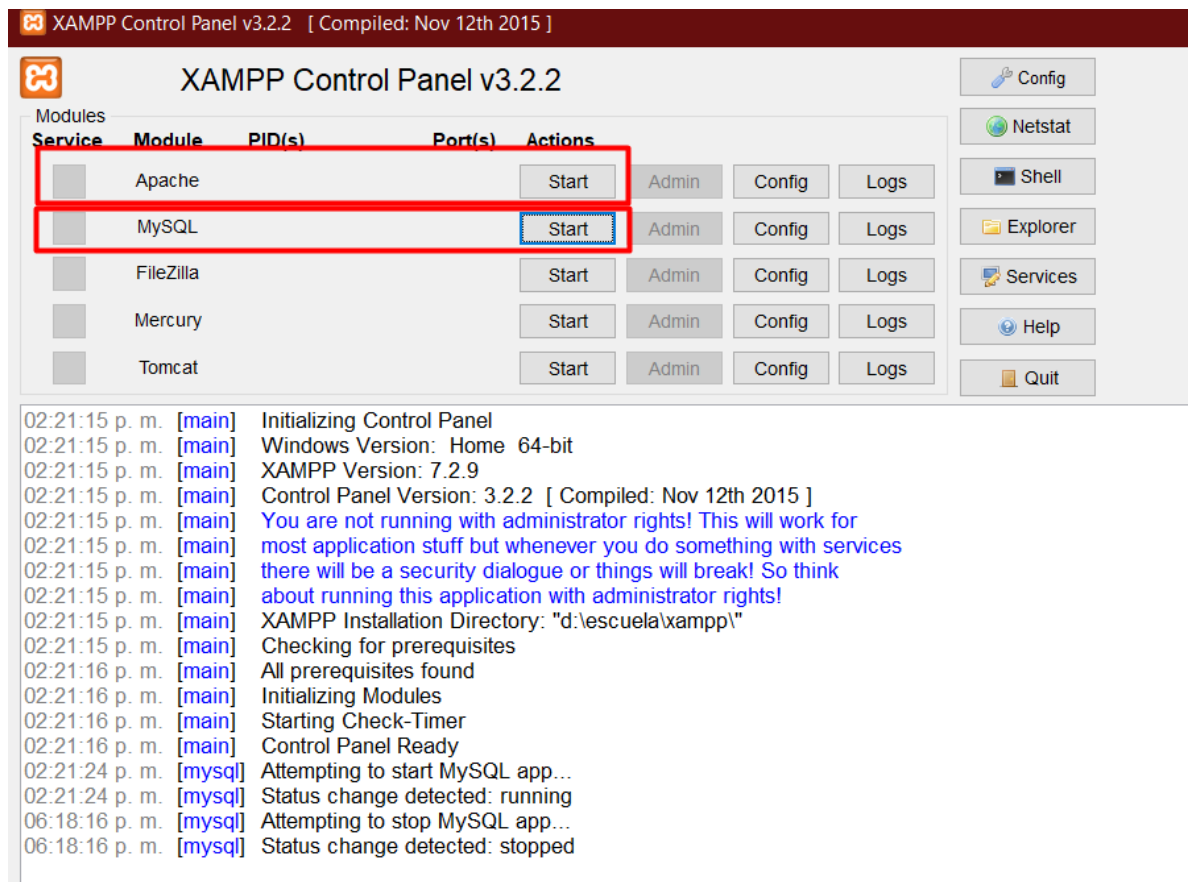 XAMPP Control Panel v3.2.2 [ Compiled: Nov 12th 2015 ]
XAMPP Control Panel v3.2.2
Config
Modules
Netstat
Service Module PID(s) Port(s) Actions
Apache Start Admin Config Logs
Shell
MySQL Start Admin Config Logs
Explorer
FileZilla Start Admin Config Logs
Services
Mercury Start Admin Config Logs
Help
Tomcat Start Admin Config Logs
Quit
02:21:15 p. m. [main] Initializing Control Panel
02:21:15 p. m. [main] Windows Version: Home 64-bit
02:21:15 p. m. [main] XAMPP Version: 7.2.9
02:21:15 p. m. [main] Control Panel Version: 3.2.2 [ Compiled: Nov 12th 2015 ]
02:21:15 p. m. [main] You are not running with administrator rights! This will work for
02:21:15 p. m. [main] most application stuff but whenever you do something with services
02:21:15 p. m. [main] there will be a security dialogue or things will break! So think
02:21:15 p. m. [main] about running this application with administrator rights!
02:21:15 p. m. [main] XAMPP Installation Directory: "d:\escuela\xampp\"
02:21:15 p. m. [main] Checking for prerequisites
02:21:16 p. m. [main] All prerequisites found
02:21:16 p. m. [main] Initializing Modules
02:21:16 p. m. [main] Starting Check-Timer
02:21:16 p. m. [main] Control Panel Ready
02:21:24 p. m. [mysql] Attempting to start MySQL app...
02:21:24 p. m. [mysql] Status change detected: running
06:18:16 p. m. [mysql] Attempting to stop MySQL app...
06:18:16 p. m. [mysql] Status change detected: stopped